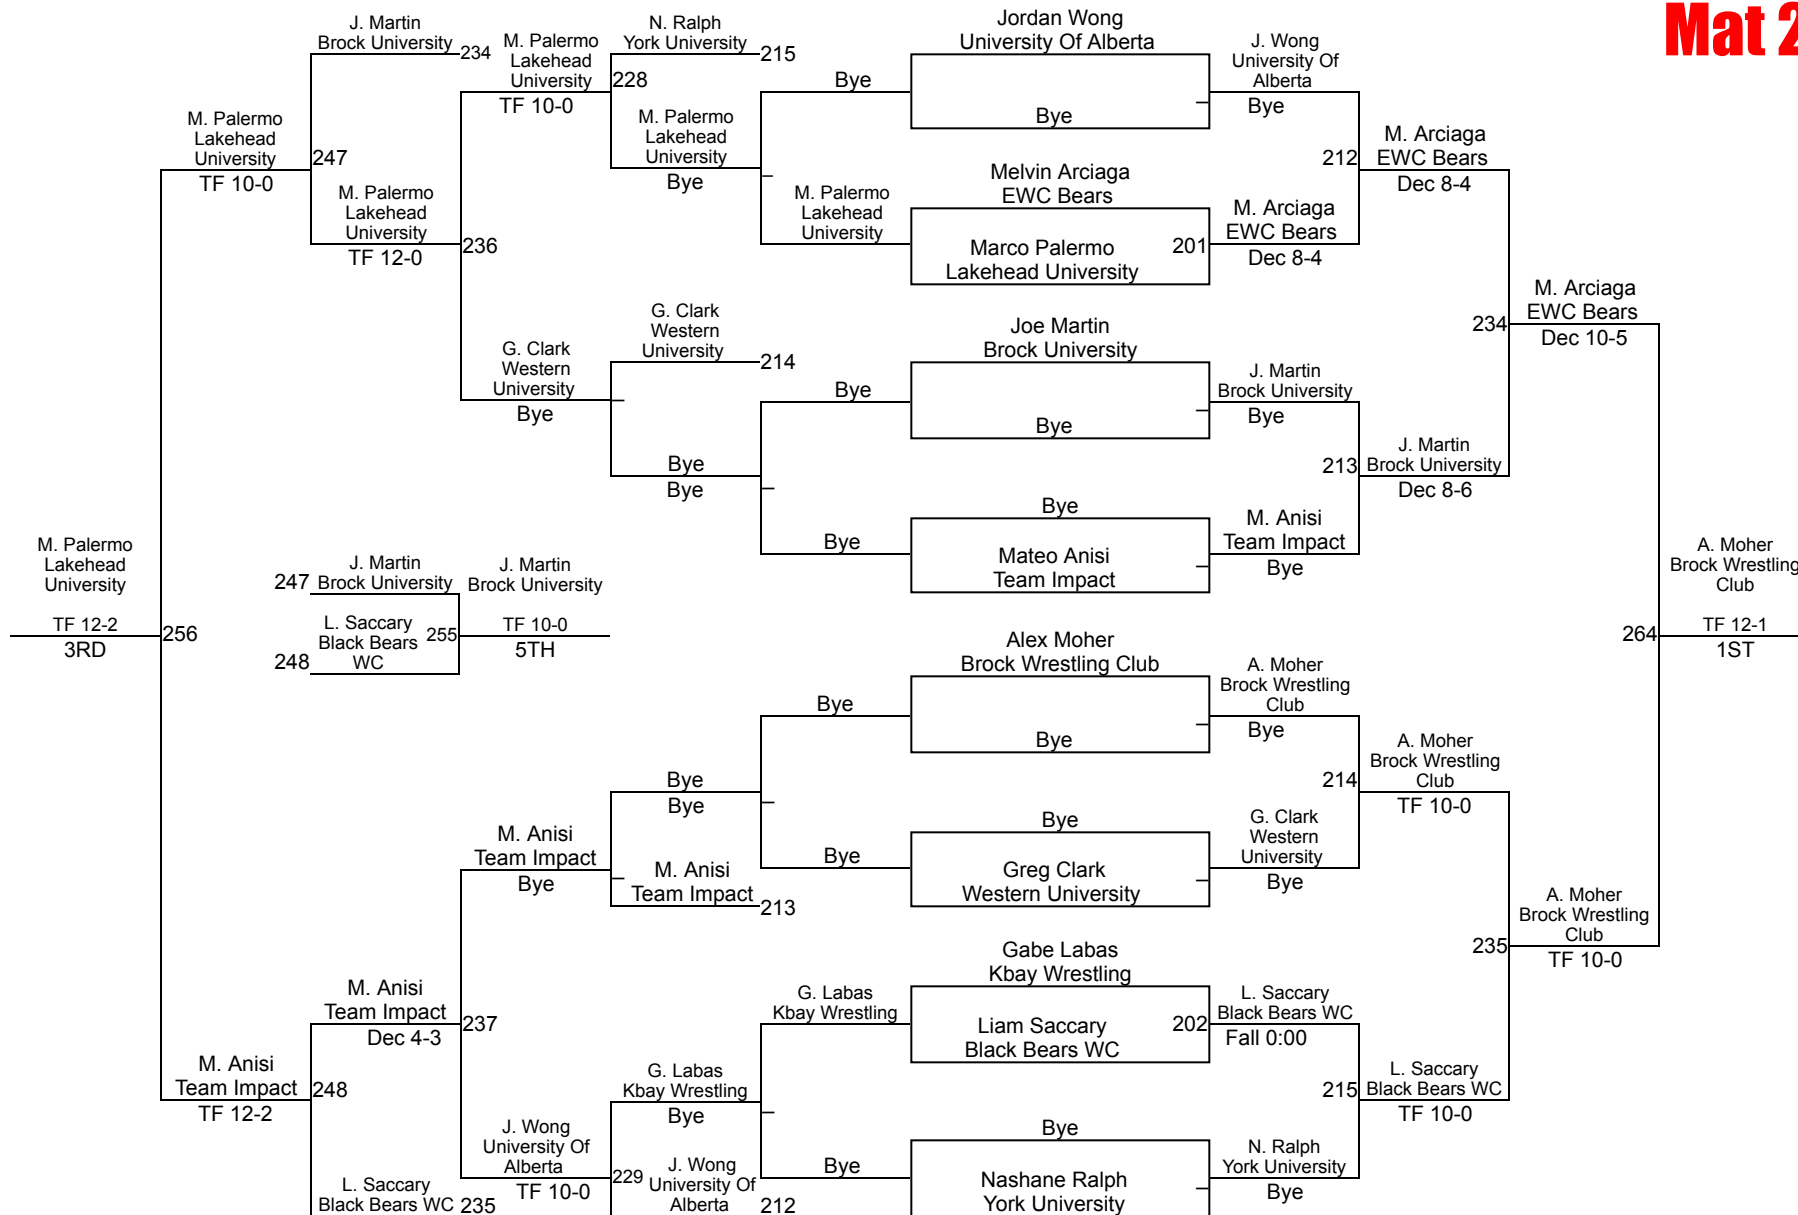 Mat 2
J. Martin
Brock University
234
M. Palermo
Lakehead
University
TF 10-0
N. Ralph
York University
215
228
Bye
Jordan Wong
University Of Alberta
Bye
J. Wong
University Of
Alberta
Bye
M. Palermo
Lakehead
University
TF 10-0
247
M. Palermo
Lakehead
University
Bye
M. Palermo
Lakehead
University
TF 12-0
236
M. Palermo
Lakehead
University
Melvin Arciaga
EWC Bears
Marco Palermo
Lakehead University
201
M. Arciaga
EWC Bears
Dec 8-4
212
M. Arciaga
EWC Bears
Dec 8-4
G. Clark
Western
University
Bye
G. Clark
Western
University
214
Bye
Bye
Bye
Joe Martin
Brock University
Bye
J. Martin
Brock University
Bye
213
J. Martin
Brock University
Dec 8-6
234
M. Arciaga
EWC Bears
Dec 10-5
Bye
Bye
Mateo Anisi
Team Impact
M. Anisi
Team Impact
Bye
M. Palermo
Lakehead
University
TF 12-2
3RD
256
247
J. Martin
Brock University
L. Saccary
Black Bears
WC
248
255
J. Martin
Brock University
TF 10-0
5TH
264
A. Moher
Brock Wrestling
Club
TF 12-1
1ST
Bye
Alex Moher
Brock Wrestling Club
Bye
A. Moher
Brock Wrestling
Club
Bye
214
A. Moher
Brock Wrestling
Club
TF 10-0
Bye
Bye
M. Anisi
Team Impact
Bye
M. Anisi
Team Impact
213
Bye
Bye
Greg Clark
Western University
G. Clark
Western
University
Bye
235
A. Moher
Brock Wrestling
Club
TF 10-0
M. Anisi
Team Impact
Dec 4-3
237
G. Labas
Kbay Wrestling
Gabe Labas
Kbay Wrestling
Liam Saccary
Black Bears WC
202
L. Saccary
Black Bears WC
Fall 0:00
M. Anisi
Team Impact
TF 12-2
248
G. Labas
Kbay Wrestling
Bye
215
L. Saccary
Black Bears WC
TF 10-0
J. Wong
University Of
Alberta
TF 10-0
229
J. Wong
University Of
Alberta
212
Bye
Bye
Nashane Ralph
York University
N. Ralph
York University
Bye
L. Saccary
Black Bears WC
235